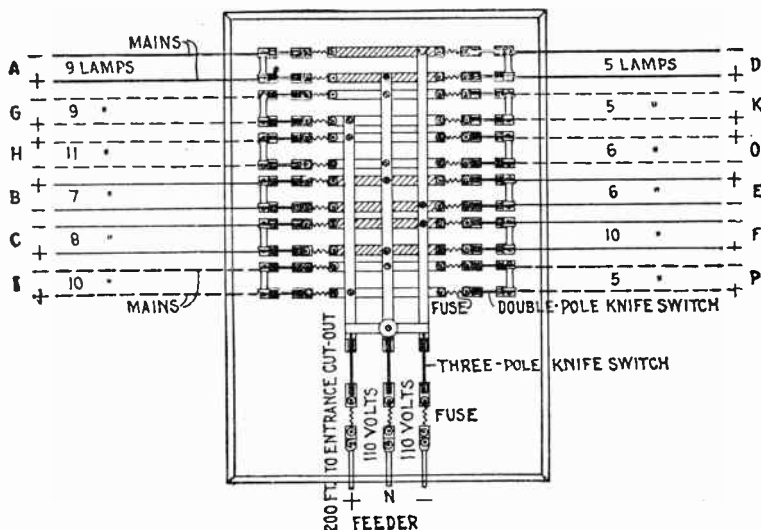 MAINS
A − 9 LAMPS + 5 LAMPS − D +
G − 9 " + 5 " − K +
H + 11 " − 6 " + O −
B + 7 " − 6 " + E −
C − 8 " + 10 " − F +
I − 10 " + 5 " − P +
MAINS
FUSE DOUBLE-POLE KNIFE SWITCH
THREE-POLE KNIFE SWITCH
FUSE
200 FT. TO ENTRANCE CUT-OUT
110 VOLTS
110 VOLTS
+ N −
FEEDER